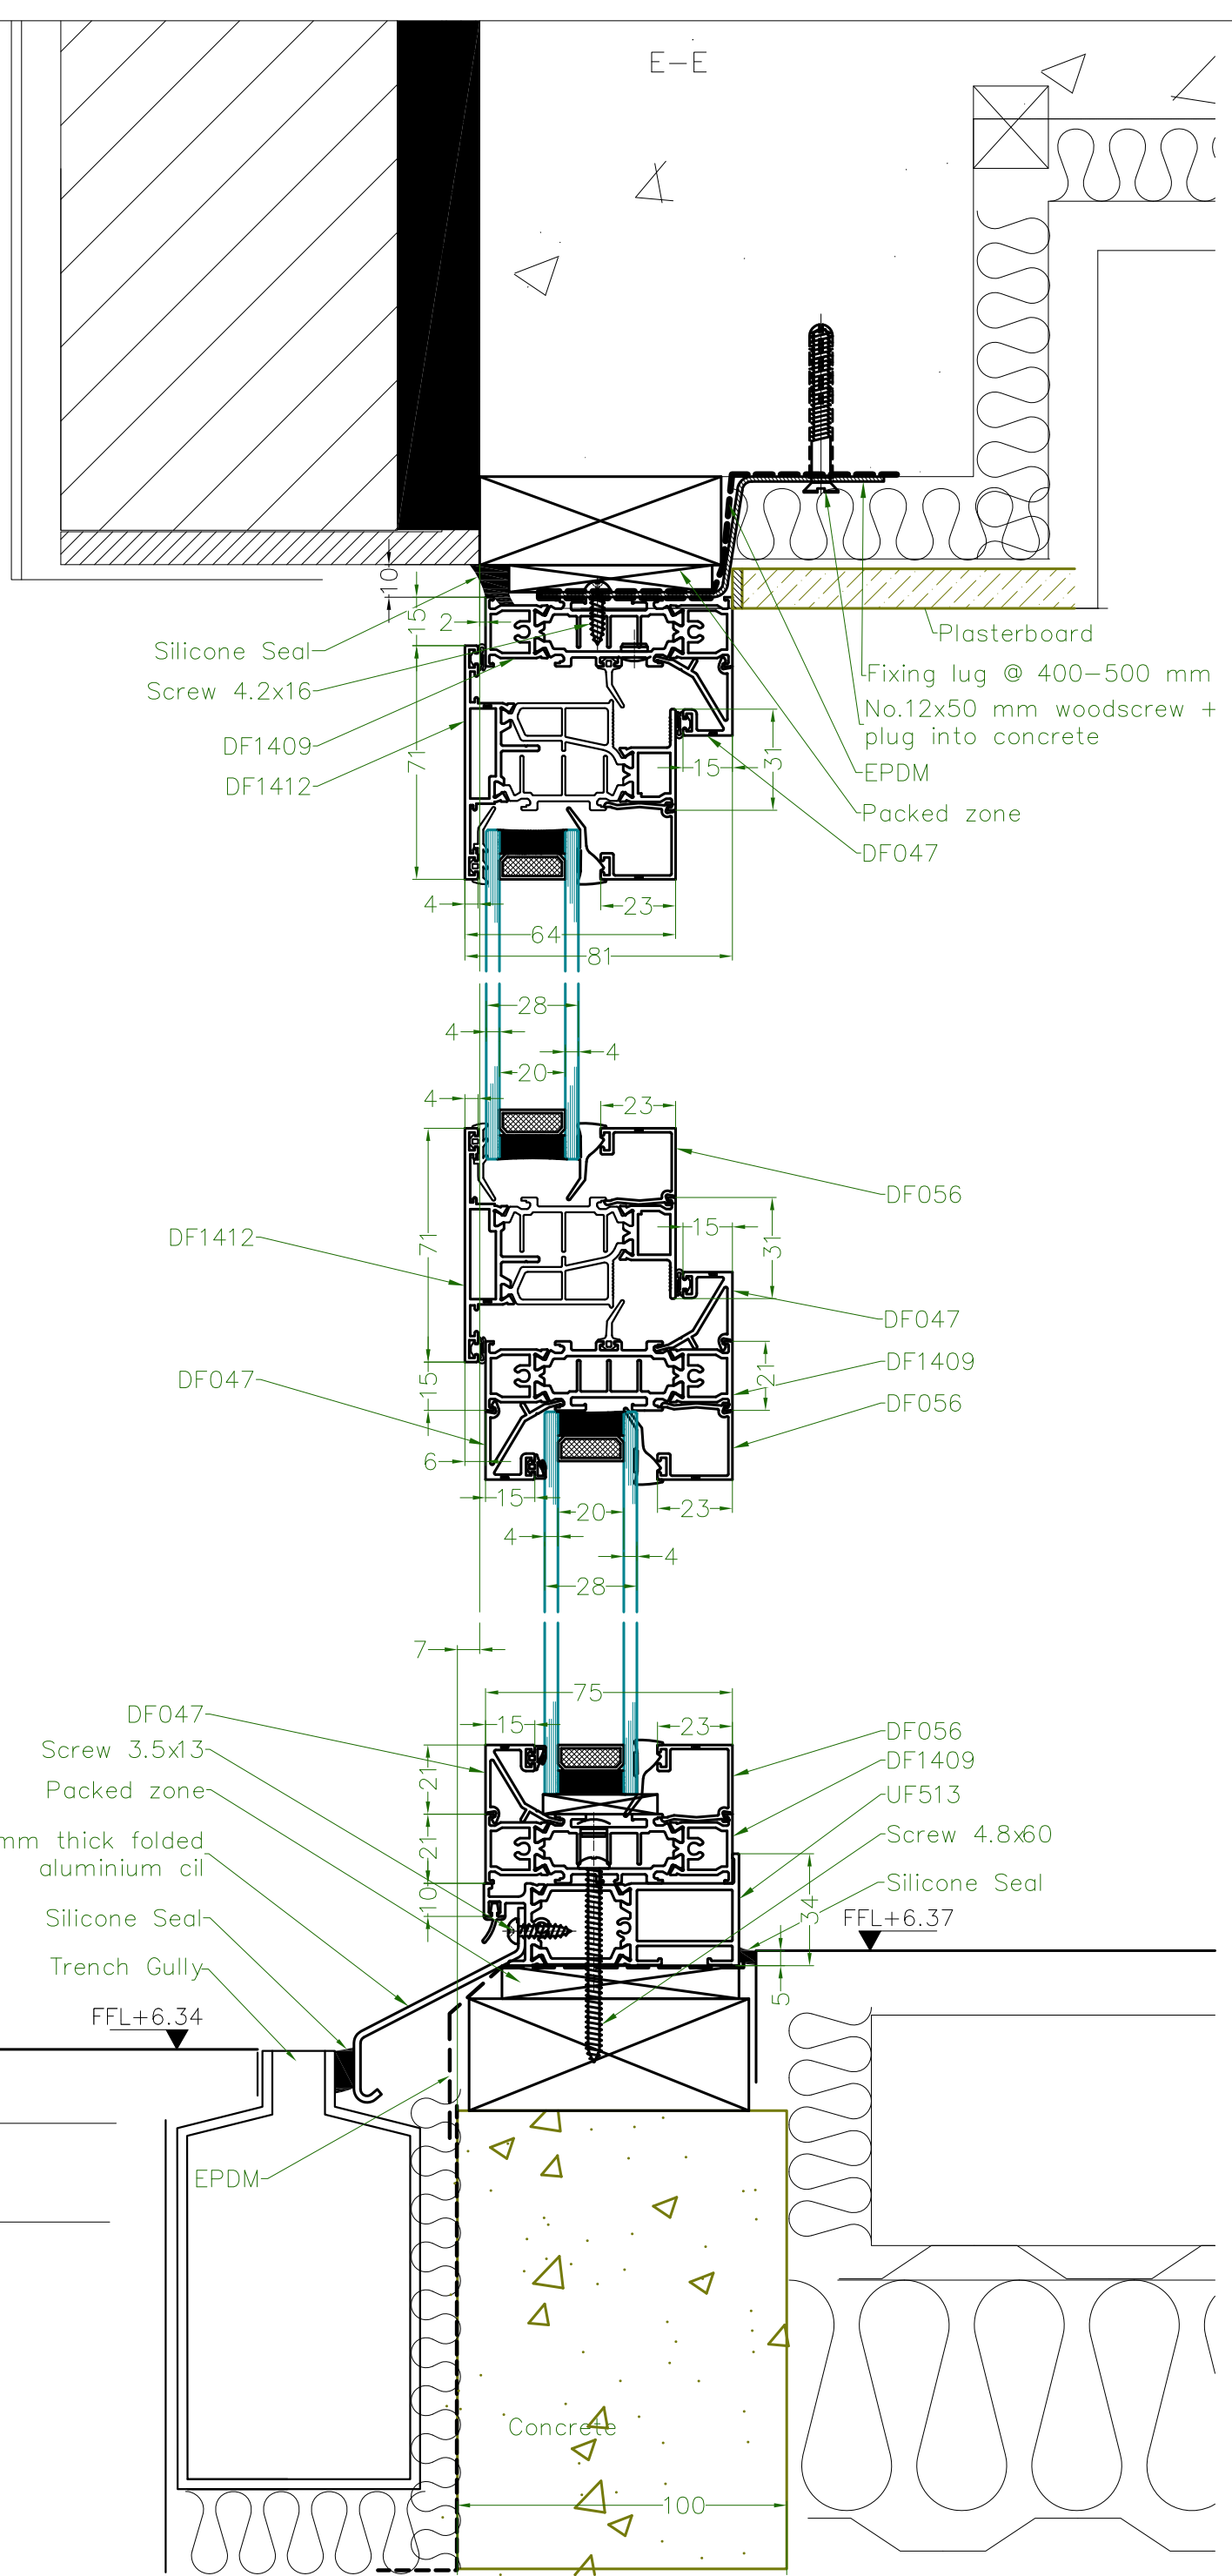 E-E
10
15
2
Silicone Seal
Screw 4.2x16
DF1409
DF1412
71
Plasterboard
Fixing lug @ 400-500 mm
No.12x50 mm woodscrew +
plug into concrete
EPDM
Packed zone
DF047
15
31
4
23
64
81
28
4
4
20
4
23
DF056
DF1412
71
15
31
DF047
DF1409
DF047
15
21
DF056
6
15
20
23
4
4
28
7
75
DF047
15
23
DF056
Screw 3.5x13
DF1409
Packed zone
21
UF513
mm thick folded
aluminium cil
21
Screw 4.8x60
Silicone Seal
10
34
Silicone Seal
FFL+6.37
Trench Gully
5
FFL+6.34
EPDM
Concrete
100